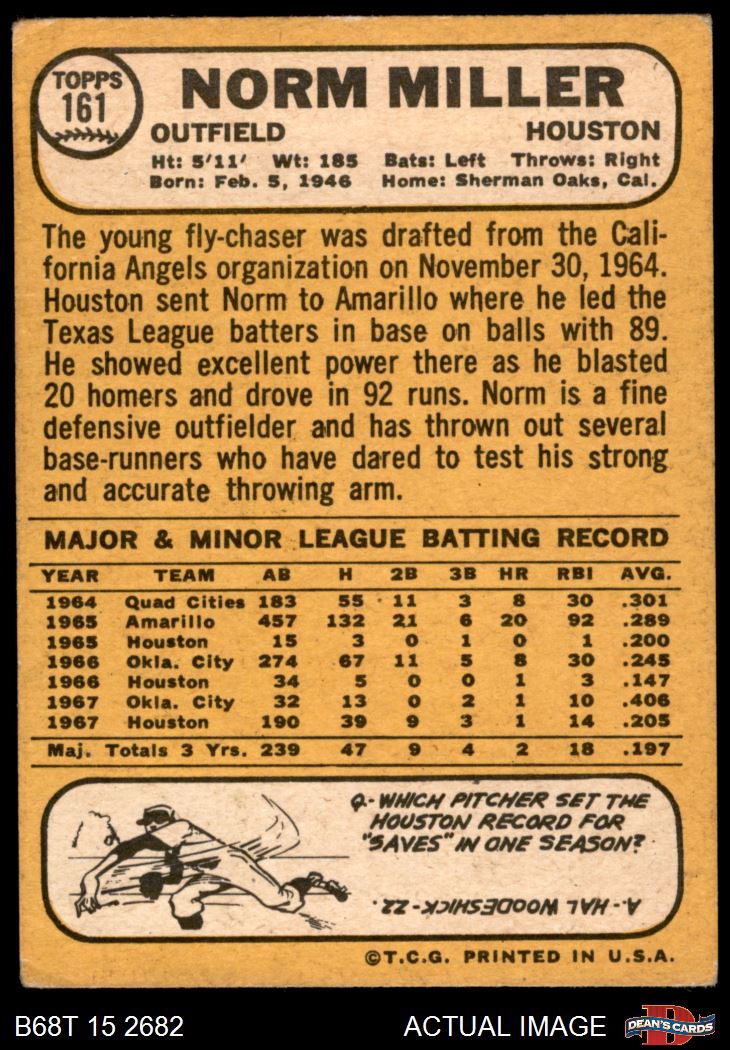 TOPPS
161
NORM MILLER
OUTFIELD HOUSTON
Ht: 5'11' Wt: 185 Bats: Left Throws: Right
Born: Feb. 5, 1946 Home: Sherman Oaks, Cal.
The young fly-chaser was drafted from the Cali-
fornia Angels organization on November 30, 1964.
Houston sent Norm to Amarillo where he led the
Texas League batters in base on balls with 89.
He showed excellent power there as he blasted
20 homers and drove in 92 runs. Norm is a fine
defensive outfielder and has thrown out several
base-runners who have dared to test his strong
and accurate throwing arm.
MAJOR & MINOR LEAGUE BATTING RECORD
YEAR TEAM AB H 2B 3B HR RBI AVG.
1964 Quad Cities 183 55 11 3 8 30 .301
1965 Amarillo 457 132 21 6 20 92 .289
1965 Houston 15 3 0 1 0 1 .200
1966 Okla. City 274 67 11 5 8 30 .245
1966 Houston 34 5 0 0 1 3 .147
1967 Okla. City 32 13 0 2 1 10 .406
1967 Houston 190 39 9 3 1 14 .205
Maj. Totals 3 Yrs. 239 47 9 4 2 18 .197
Q-WHICH PITCHER SET THE
HOUSTON RECORD FOR
"SAVES" IN ONE SEASON?
A-HAL WOODESHICK-22.
©T.C.G. PRINTED IN U.S.A.
B68T 15 2682 ACTUAL IMAGE DEAN'S CARDS